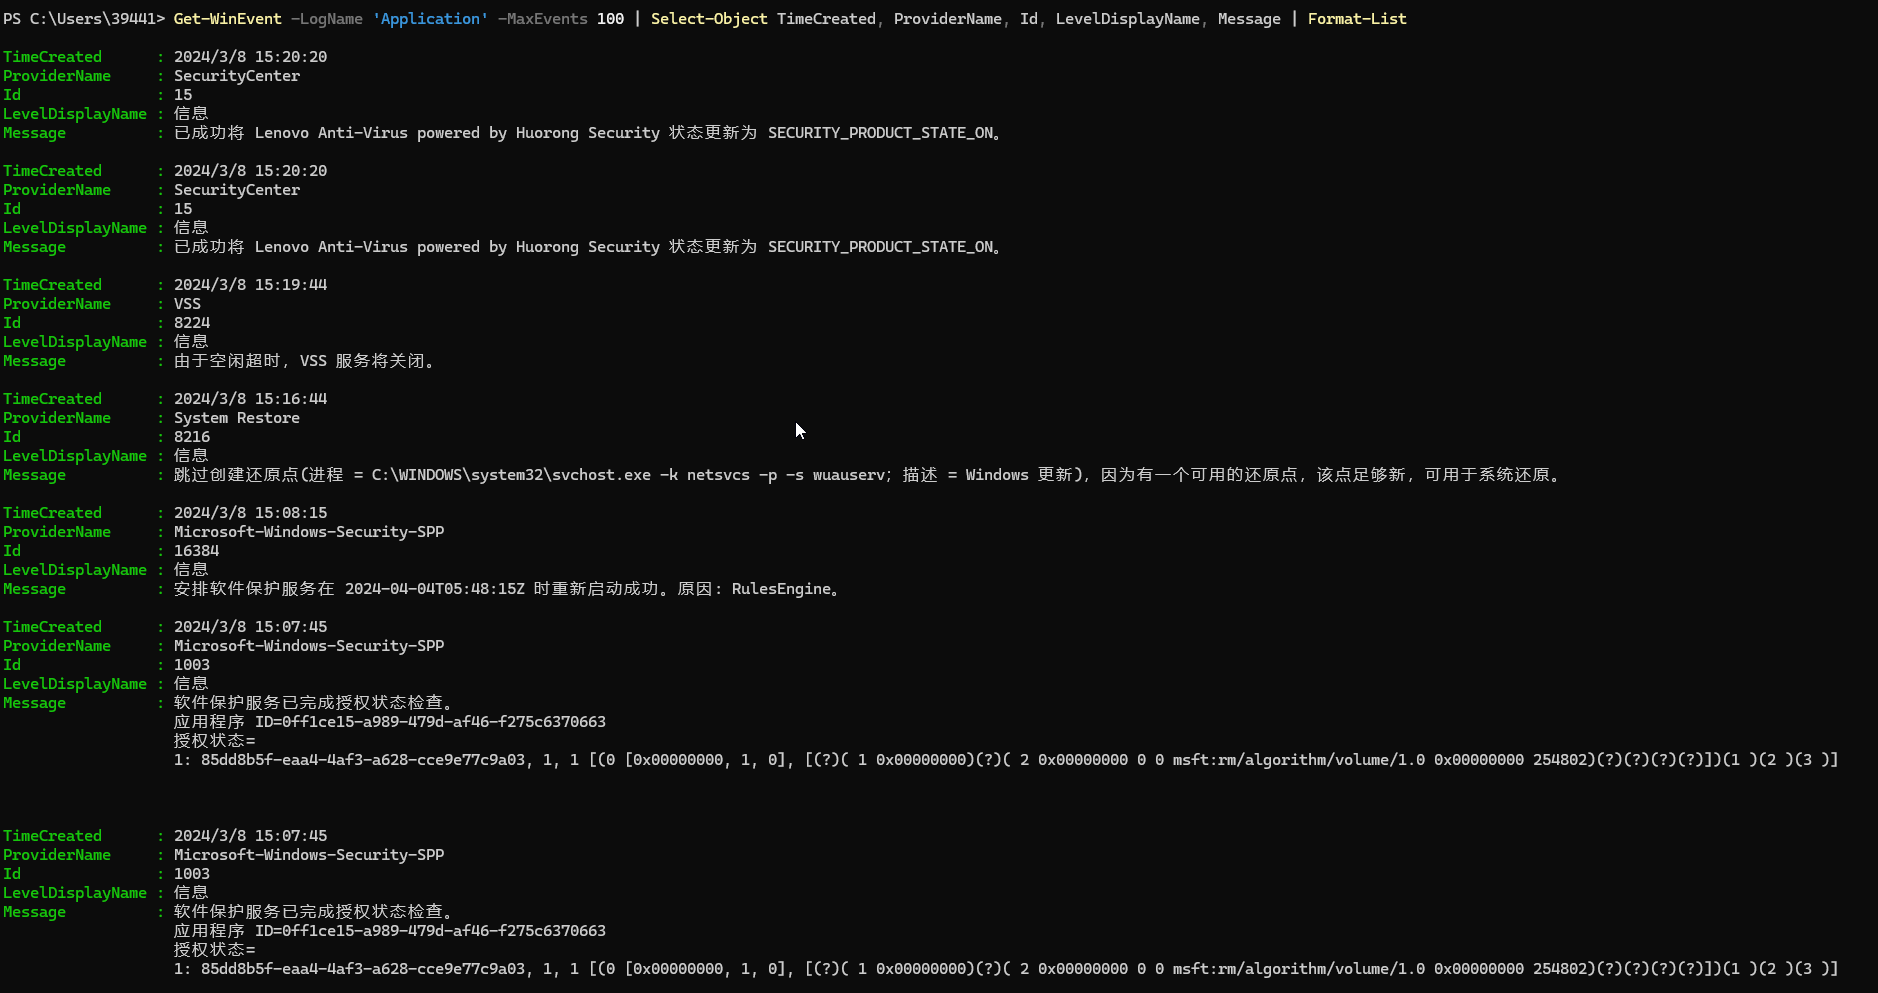 PS C:\Users\39441> Get-WinEvent -LogName 'Application' -MaxEvents 100 | Select-Object TimeCreated, ProviderName, Id, LevelDisplayName, Message | Format-List
TimeCreated : 2024/3/8 15:20:20
ProviderName : SecurityCenter
Id : 15
LevelDisplayName : 信息
Message : 已成功将 Lenovo Anti-Virus powered by Huorong Security 状态更新为 SECURITY_PRODUCT_STATE_ON。
TimeCreated : 2024/3/8 15:20:20
ProviderName : SecurityCenter
Id : 15
LevelDisplayName : 信息
Message : 已成功将 Lenovo Anti-Virus powered by Huorong Security 状态更新为 SECURITY_PRODUCT_STATE_ON。
TimeCreated : 2024/3/8 15:19:44
ProviderName : VSS
Id : 8224
LevelDisplayName : 信息
Message : 由于空闲超时，VSS 服务将关闭。
TimeCreated : 2024/3/8 15:16:44
ProviderName : System Restore
Id : 8216
LevelDisplayName : 信息
Message : 跳过创建还原点(进程 = C:\WINDOWS\system32\svchost.exe -k netsvcs -p -s wuauserv；描述 = Windows 更新)，因为有一个可用的还原点，该点足够新，可用于系统还原。
TimeCreated : 2024/3/8 15:08:15
ProviderName : Microsoft-Windows-Security-SPP
Id : 16384
LevelDisplayName : 信息
Message : 安排软件保护服务在 2024-04-04T05:48:15Z 时重新启动成功。原因: RulesEngine。
TimeCreated : 2024/3/8 15:07:45
ProviderName : Microsoft-Windows-Security-SPP
Id : 1003
LevelDisplayName : 信息
Message : 软件保护服务已完成授权状态检查。
应用程序 ID=0ff1ce15-a989-479d-af46-f275c6370663
授权状态=
1: 85dd8b5f-eaa4-4af3-a628-cce9e77c9a03, 1, 1 [(0 [0x00000000, 1, 0], [(?)( 1 0x00000000)(?)( 2 0x00000000 0 0 msft:rm/algorithm/volume/1.0 0x00000000 254802)(?)(?)(?)(?)])(1 )(2 )(3 )]
TimeCreated : 2024/3/8 15:07:45
ProviderName : Microsoft-Windows-Security-SPP
Id : 1003
LevelDisplayName : 信息
Message : 软件保护服务已完成授权状态检查。
应用程序 ID=0ff1ce15-a989-479d-af46-f275c6370663
授权状态=
1: 85dd8b5f-eaa4-4af3-a628-cce9e77c9a03, 1, 1 [(0 [0x00000000, 1, 0], [(?)( 1 0x00000000)(?)( 2 0x00000000 0 0 msft:rm/algorithm/volume/1.0 0x00000000 254802)(?)(?)(?)(?)])(1 )(2 )(3 )]